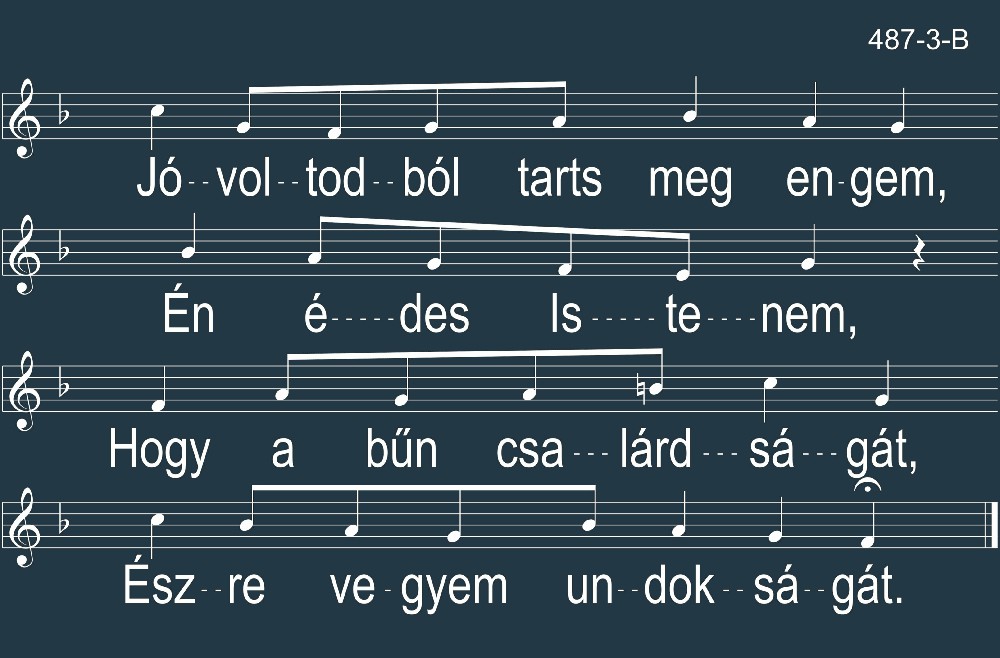 487-3-B
Jó--vol--tod--ból tarts meg en-gem,
Én é-----des Is-----te----nem,
Hogy a bűn csa---lárd---sá---gát,
Ész--re ve-gyem un--dok--sá--gát.